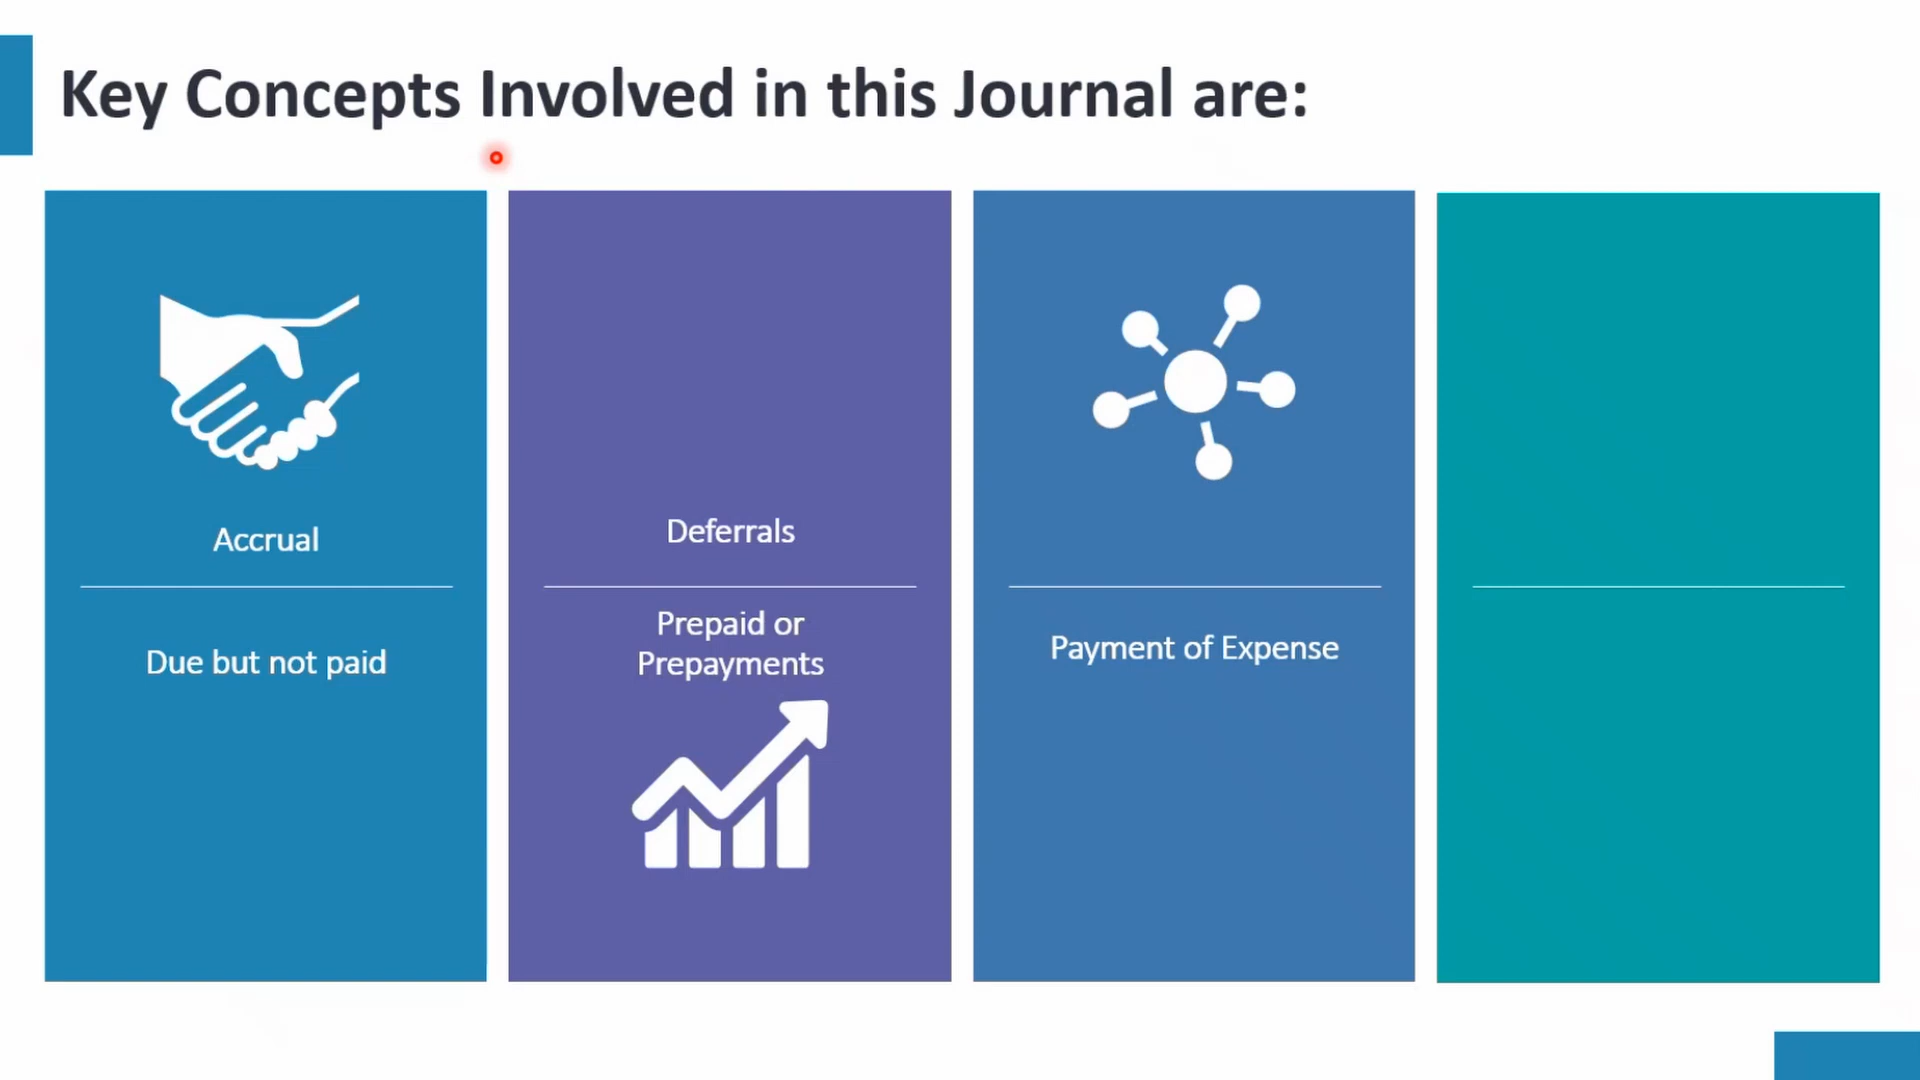 Key Concepts Involved in this Journal are:
Accrual
Due but not paid
Deferrals
Prepaid or
Prepayments
Payment of Expense